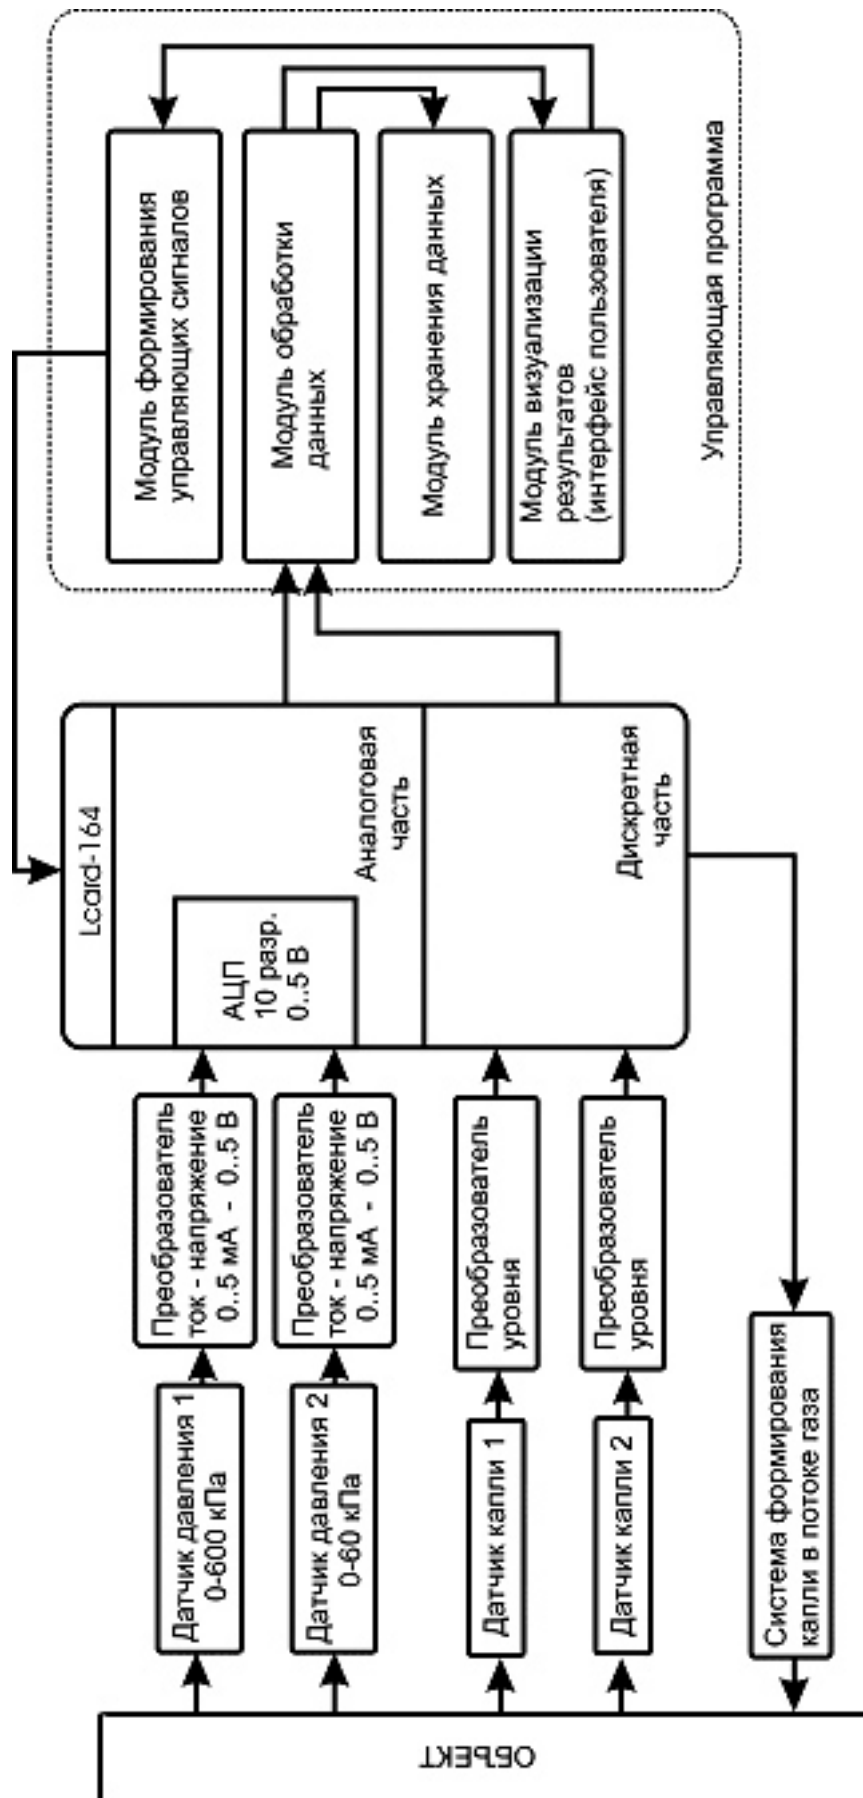 ОБЪЕКТ
Датчик давления 1
0-600 кПа
Датчик давления 2
0-60 кПа
Датчик капли 1
Датчик капли 2
Система формирования
капли в потоке газа
Преобразователь
ток - напряжение
0..5 мА - 0..5 В
Преобразователь
ток - напряжение
0..5 мА - 0..5 В
Преобразователь
уровня
Преобразователь
уровня
Lcard-164
АЦП
10 разр.
0..5 В
Аналоговая
часть
Дискретная
часть
Модуль формирования
управляющих сигналов
Модуль обработки
данных
Модуль хранения данных
Модуль визуализации
результатов
(интерфейс пользователя)
Управляющая программа